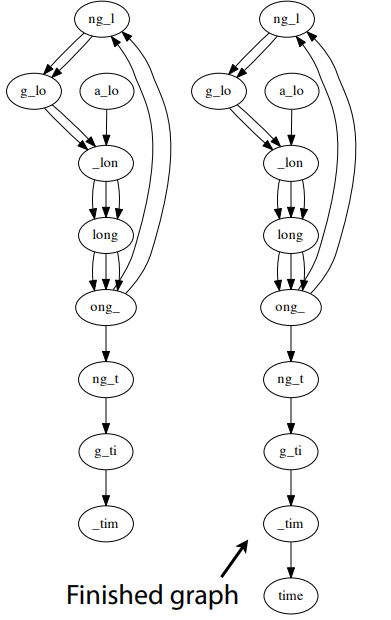 ng_l
g_lo
a_lo
_lon
long
ong_
ng_t
g_ti
_tim
ng_l
g_lo
a_lo
_lon
long
ong_
ng_t
g_ti
_tim
time
Finished graph